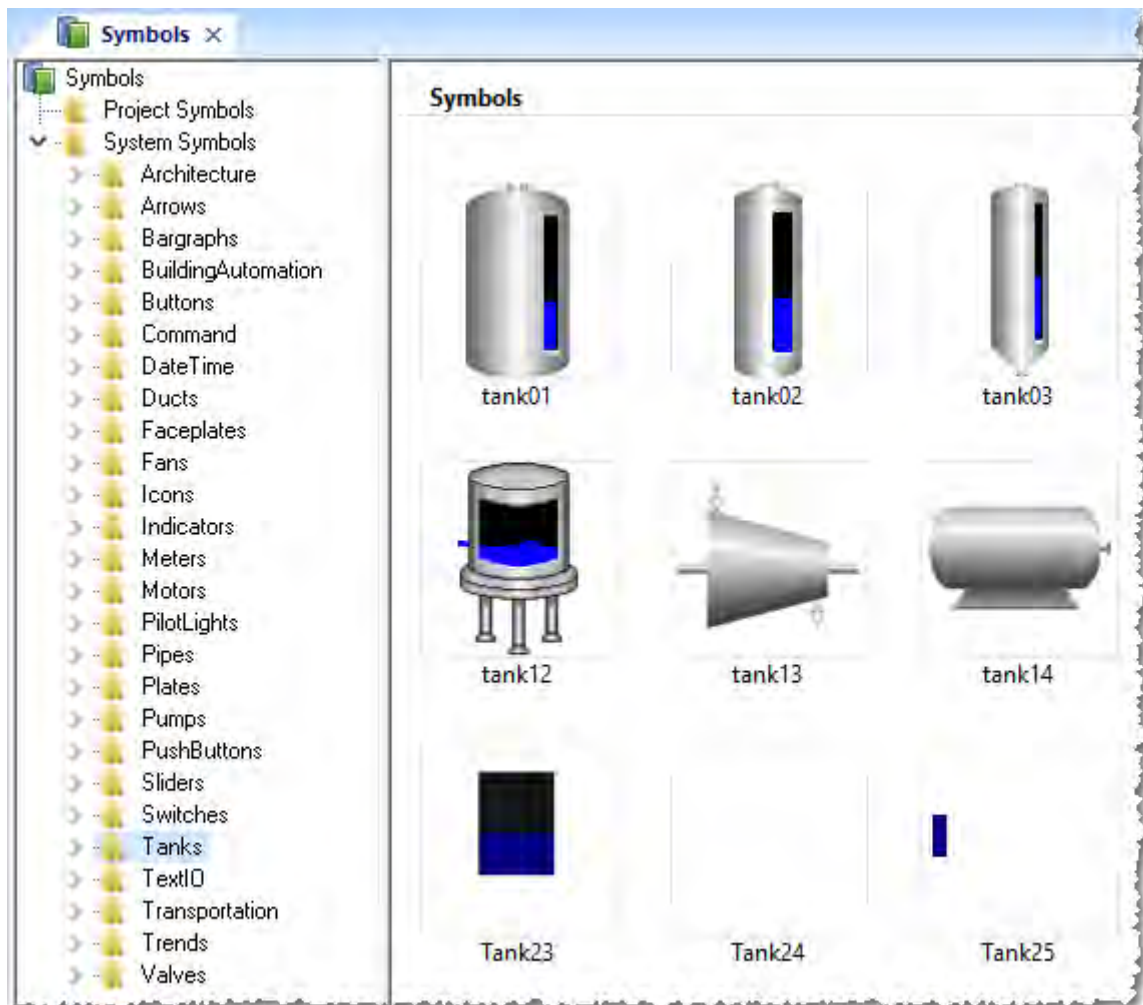 Symbols
Symbols
Project Symbols
System Symbols
Architecture
Arrows
Bargraphs
BuildingAutomation
Buttons
Command
DateTime
Ducts
Faceplates
Fans
Icons
Indicators
Meters
Motors
PilotLights
Pipes
Plates
Pumps
PushButtons
Sliders
Switches
Tanks
TextIO
Transportation
Trends
Valves
Symbols
tank01 tank02 tank03
tank12 tank13 tank14
Tank23 Tank24 Tank25